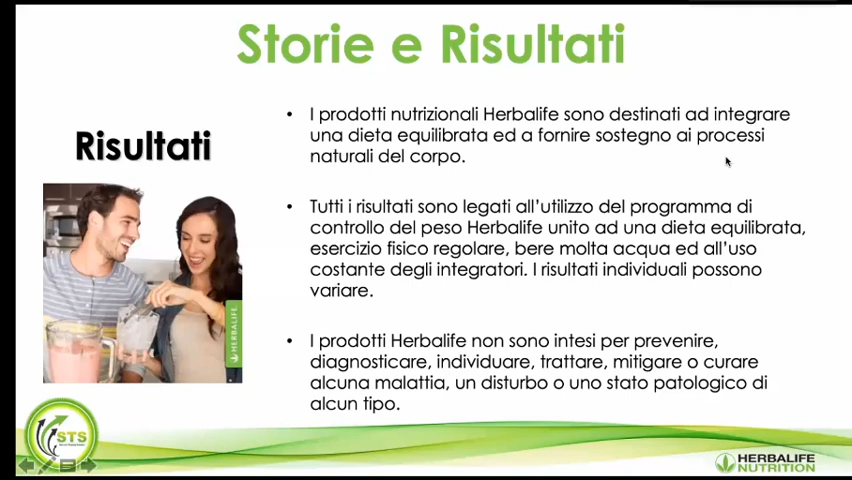 Storie e Risultati
Risultati
• I prodotti nutrizionali Herbalife sono destinati ad integrare
una dieta equilibrata ed a fornire sostegno ai processi
naturali del corpo.
• Tutti i risultati sono legati all'utilizzo del programma di
controllo del peso Herbalife unito ad una dieta equilibrata,
esercizio fisico regolare, bere molta acqua ed all'uso
costante degli integratori. I risultati individuali possono
variare.
• I prodotti Herbalife non sono intesi per prevenire,
diagnosticare, individuare, trattare, mitigare o curare
alcuna malattia, un disturbo o uno stato patologico di
alcun tipo.
HERBALIFE
STS
HERBALIFE
NUTRITION